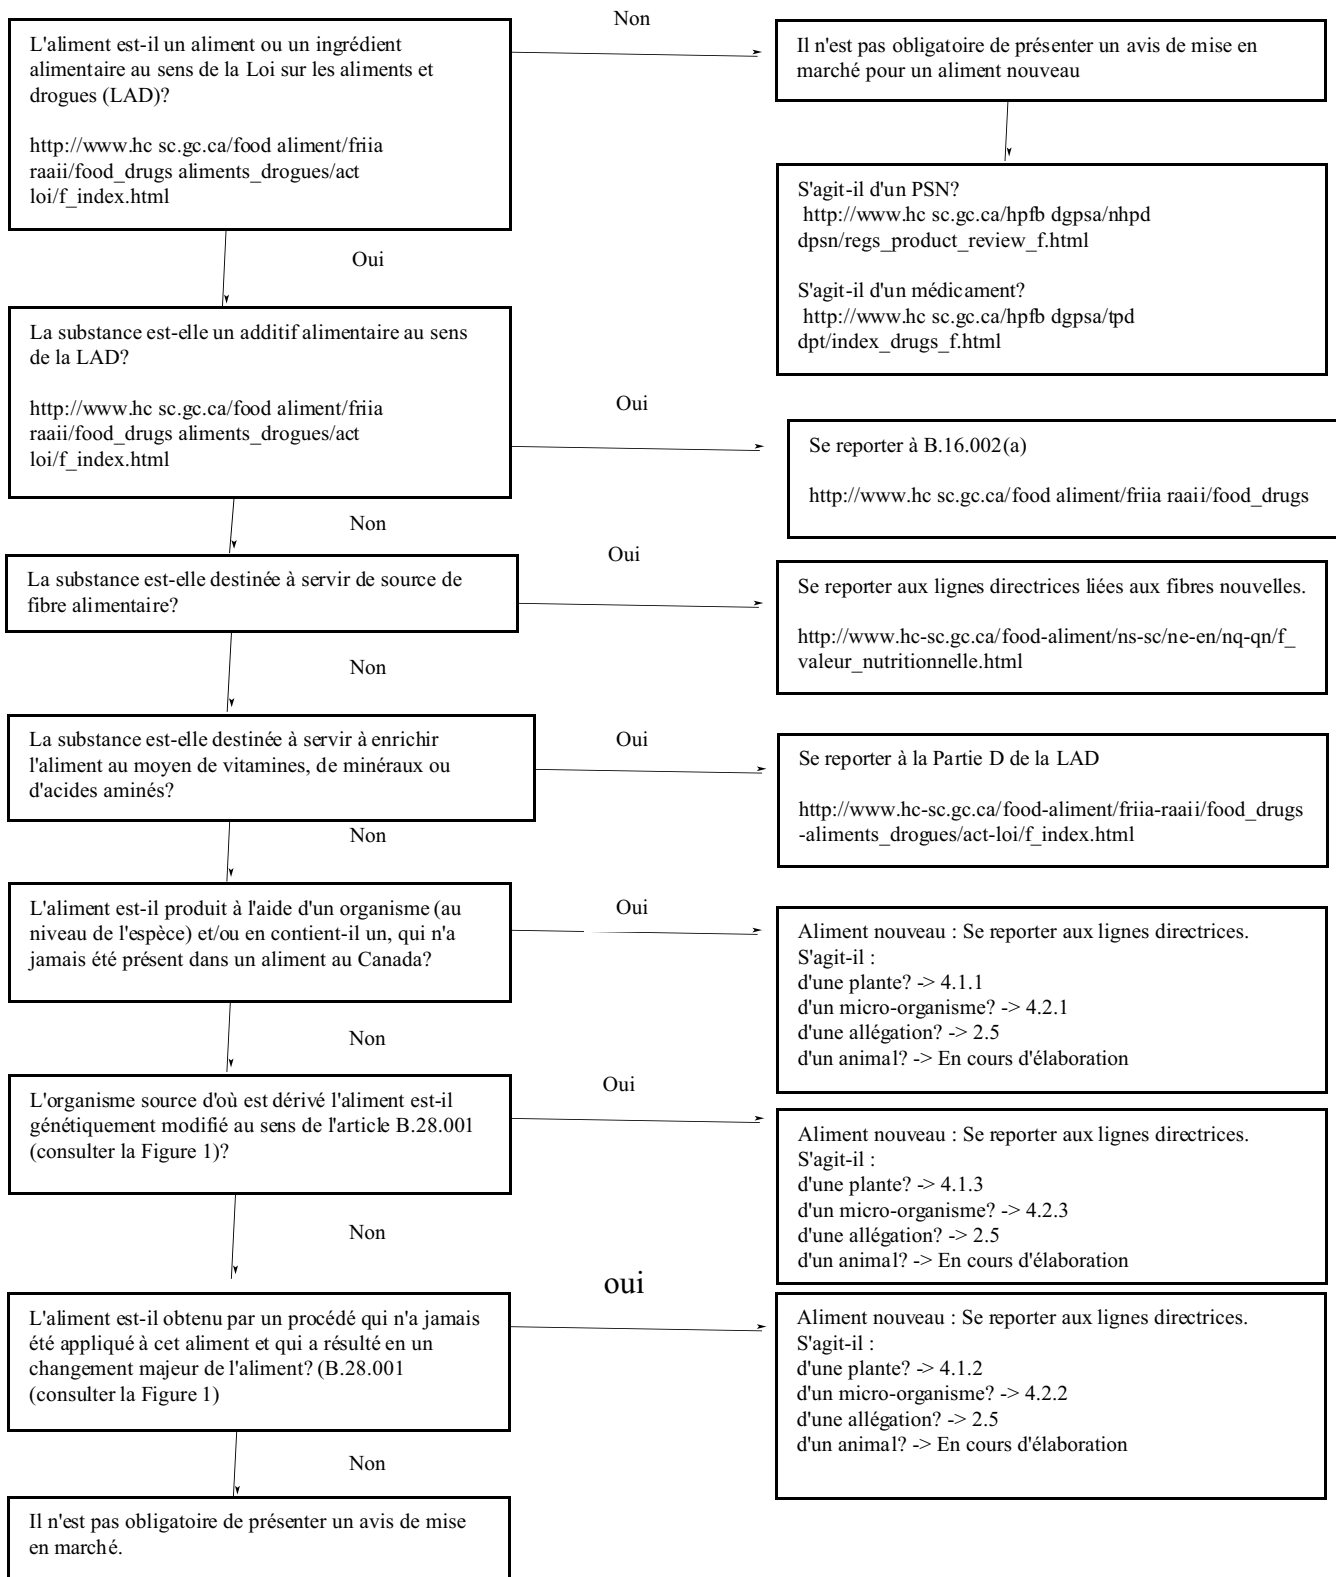 Non
L'aliment est-il un aliment ou un ingrédient
alimentaire au sens de la Loi sur les aliments et
drogues (LAD)?
http://www.hc sc.gc.ca/food aliment/friia
raaii/food_drugs aliments_drogues/act
loi/f_index.html
Il n'est pas obligatoire de présenter un avis de mise en
marché pour un aliment nouveau
S'agit-il d'un PSN?
http://www.hc sc.gc.ca/hpfb dgpsa/nhpd
dpsn/regs_product_review_f.html
S'agit-il d'un médicament?
http://www.hc sc.gc.ca/hpfb dgpsa/tpd
dpt/index_drugs_f.html
Oui
La substance est-elle un additif alimentaire au sens
de la LAD?
http://www.hc sc.gc.ca/food aliment/friia
raaii/food_drugs aliments_drogues/act
loi/f_index.html
Oui
Se reporter à B.16.002(a)
http://www.hc sc.gc.ca/food aliment/friia raaii/food_drugs
Non
La substance est-elle destinée à servir de source de
fibre alimentaire?
Oui
Se reporter aux lignes directrices liées aux fibres nouvelles.
http://www.hc-sc.gc.ca/food-aliment/ns-sc/ne-en/nq-qn/f_
valeur_nutritionnelle.html
Non
La substance est-elle destinée à servir à enrichir
l'aliment au moyen de vitamines, de minéraux ou
d'acides aminés?
Oui
Se reporter à la Partie D de la LAD
http://www.hc-sc.gc.ca/food-aliment/friia-raaii/food_drugs
-aliments_drogues/act-loi/f_index.html
Non
L'aliment est-il produit à l'aide d'un organisme (au
niveau de l'espèce) et/ou en contient-il un, qui n'a
jamais été présent dans un aliment au Canada?
Oui
Aliment nouveau : Se reporter aux lignes directrices.
S'agit-il :
d'une plante? -> 4.1.1
d'un micro-organisme? -> 4.2.1
d'une allégation? -> 2.5
d'un animal? -> En cours d'élaboration
Non
L'organisme source d'où est dérivé l'aliment est-il
génétiquement modifié au sens de l'article B.28.001
(consulter la Figure 1)?
Oui
Aliment nouveau : Se reporter aux lignes directrices.
S'agit-il :
d'une plante? -> 4.1.3
d'un micro-organisme? -> 4.2.3
d'une allégation? -> 2.5
d'un animal? -> En cours d'élaboration
Non
L'aliment est-il obtenu par un procédé qui n'a jamais
été appliqué à cet aliment et qui a résulté en un
changement majeur de l'aliment? (B.28.001
(consulter la Figure 1)
oui
Aliment nouveau : Se reporter aux lignes directrices.
S'agit-il :
d'une plante? -> 4.1.2
d'un micro-organisme? -> 4.2.2
d'une allégation? -> 2.5
d'un animal? -> En cours d'élaboration
Non
Il n'est pas obligatoire de présenter un avis de mise
en marché.